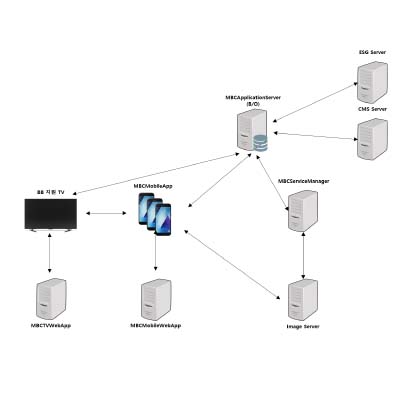 ESG Server
MBCApplicationServer
(B/O)
CMS Server
MBCServiceManager
BB 지원 TV
MBCMobileApp
MBCTVWebApp
MBCMobileWebApp
Image Server